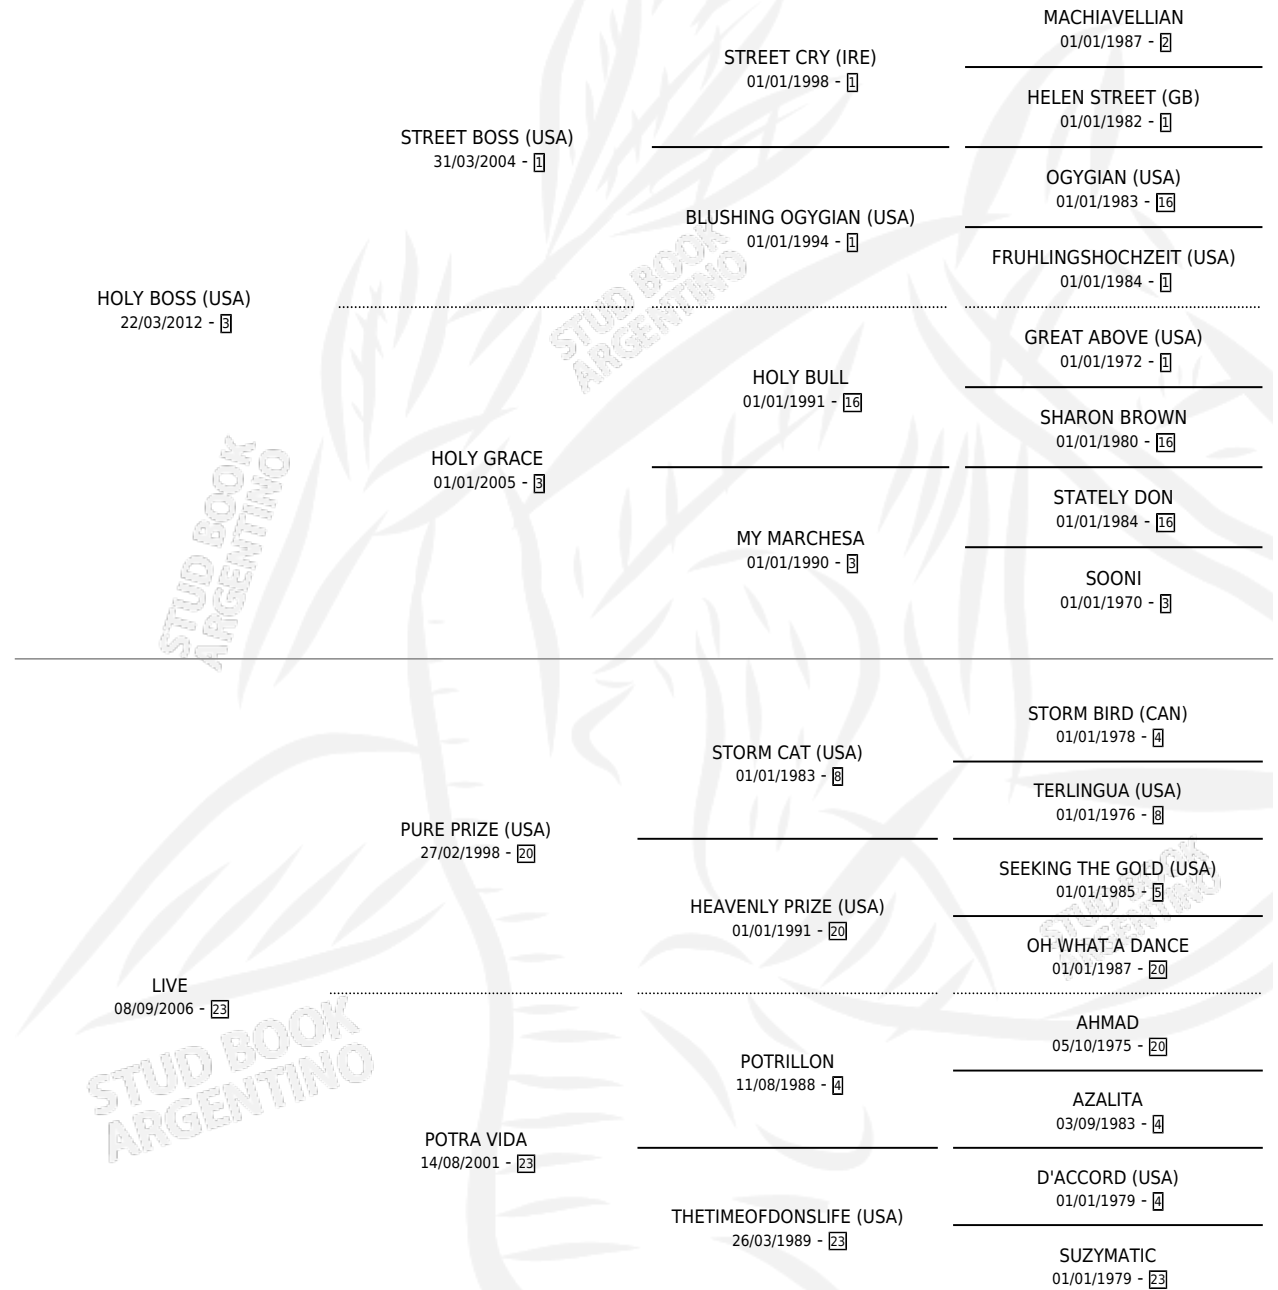 MACHIAVELLIAN
01/01/1987 - 2
STREET CRY (IRE)
01/01/1998 - 1
HELEN STREET (GB)
01/01/1982 - 1
STREET BOSS (USA)
31/03/2004 - 1
OGYGIAN (USA)
01/01/1983 - 16
BLUSHING OGYGIAN (USA)
01/01/1994 - 1
FRUHLINGSHOCHZEIT (USA)
01/01/1984 - 1
HOLY BOSS (USA)
22/03/2012 - 3
STUD BOOK
ARGENTINO
GREAT ABOVE (USA)
01/01/1972 - 1
HOLY BULL
01/01/1991 - 16
SHARON BROWN
01/01/1980 - 16
HOLY GRACE
01/01/2005 - 3
STATELY DON
01/01/1984 - 16
MY MARCHESA
01/01/1990 - 3
SOONI
01/01/1970 - 3
STUD BOOK
ARGENTINO
STORM BIRD (CAN)
01/01/1978 - 4
STORM CAT (USA)
01/01/1983 - 8
TERLINGUA (USA)
01/01/1976 - 8
PURE PRIZE (USA)
27/02/1998 - 20
SEEKING THE GOLD (USA)
01/01/1985 - 5
HEAVENLY PRIZE (USA)
01/01/1991 - 20
OH WHAT A DANCE
01/01/1987 - 20
STUD BOOK
ARGENTINO
LIVE
08/09/2006 - 23
AHMAD
05/10/1975 - 20
POTRILLON
11/08/1988 - 4
AZALITA
03/09/1983 - 4
STUD BOOK
ARGENTINO
POTRA VIDA
14/08/2001 - 23
D'ACCORD (USA)
01/01/1979 - 4
THETIMEOFDONSLIFE (USA)
26/03/1989 - 23
SUZYMATIC
01/01/1979 - 23